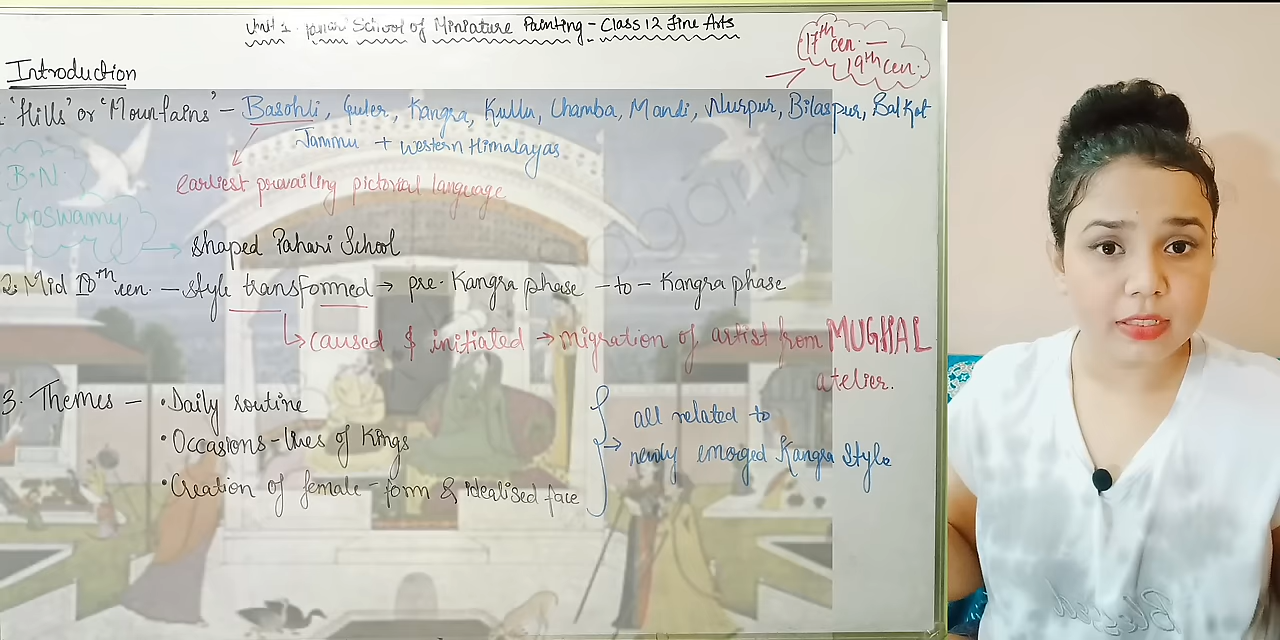 Unit 2 Pahari School of Miniature Painting - Class 12 Fine Arts
17th cen. - 19th cen.
Introduction
1. 'Hills' or 'Mountains' - Basohli, Guler, Kangra, Kullu, Chamba, Mandi, Nurpur, Bilaspur, Balkot
Jammu + Western Himalayas
earliest prevailing pictorial language
B.N. Goswamy
shaped Pahari School
2. Mid 18th cen. - style transformed → pre-Kangra phase - to - Kangra phase
caused & initiated → migration of artist from MUGHAL
atelier.
3. Themes - • Daily routine
• Occasions - lives of Kings
• Creation of female-form & idealised face
all related to
newly emerged Kangra Style
Blessed